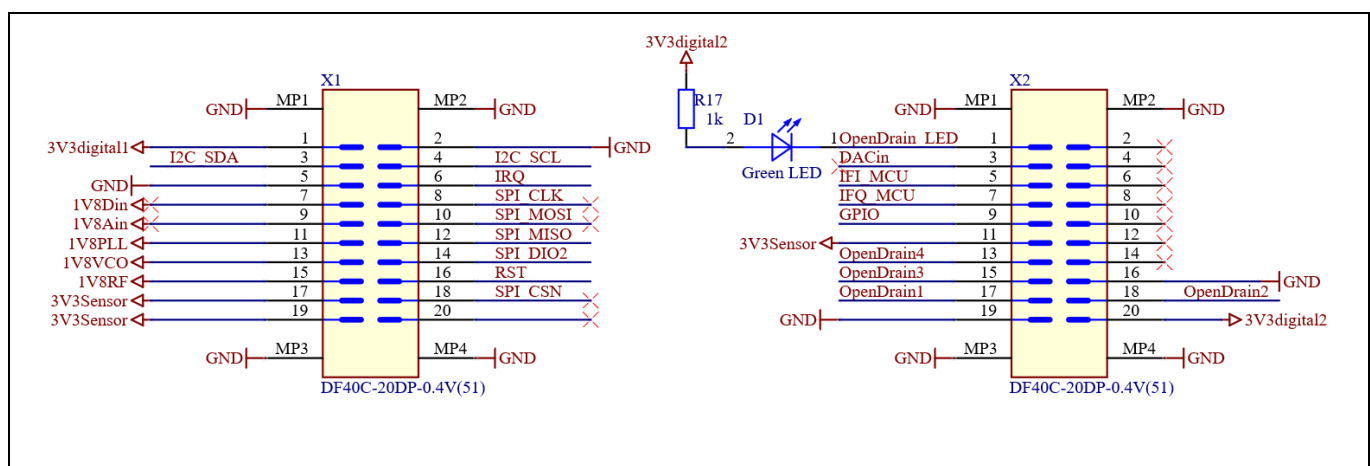 3V3digital2
X1
X2
GND MP1 MP2 GND
R17
1k
D1
GND MP1 MP2 GND
3V3digital1 1 2 GND
2
1
OpenDrain_LED 1 2
I2C_SDA 3 4 I2C_SCL
Green LED
DACin 3 4
GND 5 6 IRQ
IFI_MCU 5 6
1V8Din 7 8 SPI_CLK
IFQ_MCU 7 8
1V8Ain 9 10 SPI_MOSI
GPIO 9 10
1V8PLL 11 12 SPI_MISO
3V3Sensor 11 12
1V8VCO 13 14 SPI_DIO2
OpenDrain4 13 14
1V8RF 15 16 RST
OpenDrain3 15 16 GND
3V3Sensor 17 18 SPI_CSN
OpenDrain1 17 18 OpenDrain2
3V3Sensor 19 20
GND 19 20 3V3digital2
GND MP3 MP4 GND
GND MP3 MP4 GND
DF40C-20DP-0.4V(51)
DF40C-20DP-0.4V(51)